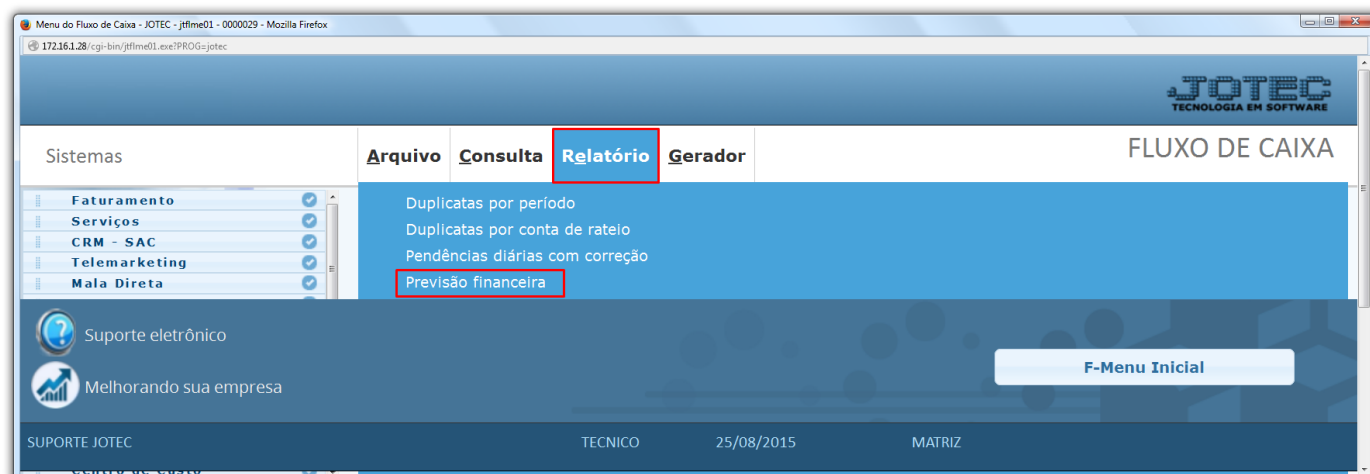 Menu do Fluxo de Caixa - JOTEC - jtflme01 - 0000029 - Mozilla Firefox
172.16.1.28/cgi-bin/jtflme01.exe?PROG=jotec
JOTEC
TECNOLOGIA EM SOFTWARE
Sistemas
Arquivo Consulta Relatório Gerador
FLUXO DE CAIXA
Faturamento
Serviços
CRM - SAC
Telemarketing
Mala Direta
Duplicatas por período
Duplicatas por conta de rateio
Pendências diárias com correção
Previsão financeira
Suporte eletrônico
Melhorando sua empresa
F-Menu Inicial
SUPORTE JOTEC TECNICO 25/08/2015 MATRIZ
Centro de Custo